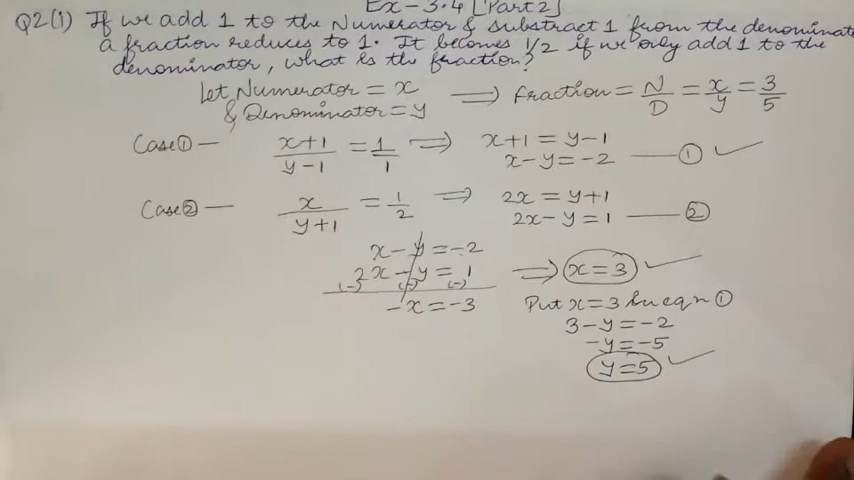 Ex-3.4 [Part 2]
Q2(1) If we add 1 to the Numerator & substract 1 from the denominat
a fraction reduces to 1. It becomes 1/2 if we only add 1 to the
denominator, what is the fraction?
Let Numerator = x
& Denominator = y ⟹ fraction = N/D = x/y = 3/5
Case① — (x+1)/(y-1) = 1/1 ⟹ x+1 = y-1
x-y = -2 — ① ✓
Case② — x/(y+1) = 1/2 ⟹ 2x = y+1
2x-y = 1 — ②
x-y = -2
2x-y = 1 ⟹ x=3 ✓
(-) (-) (-)
-x = -3
Put x=3 in eqn ①
3-y = -2
-y = -5
y=5 ✓